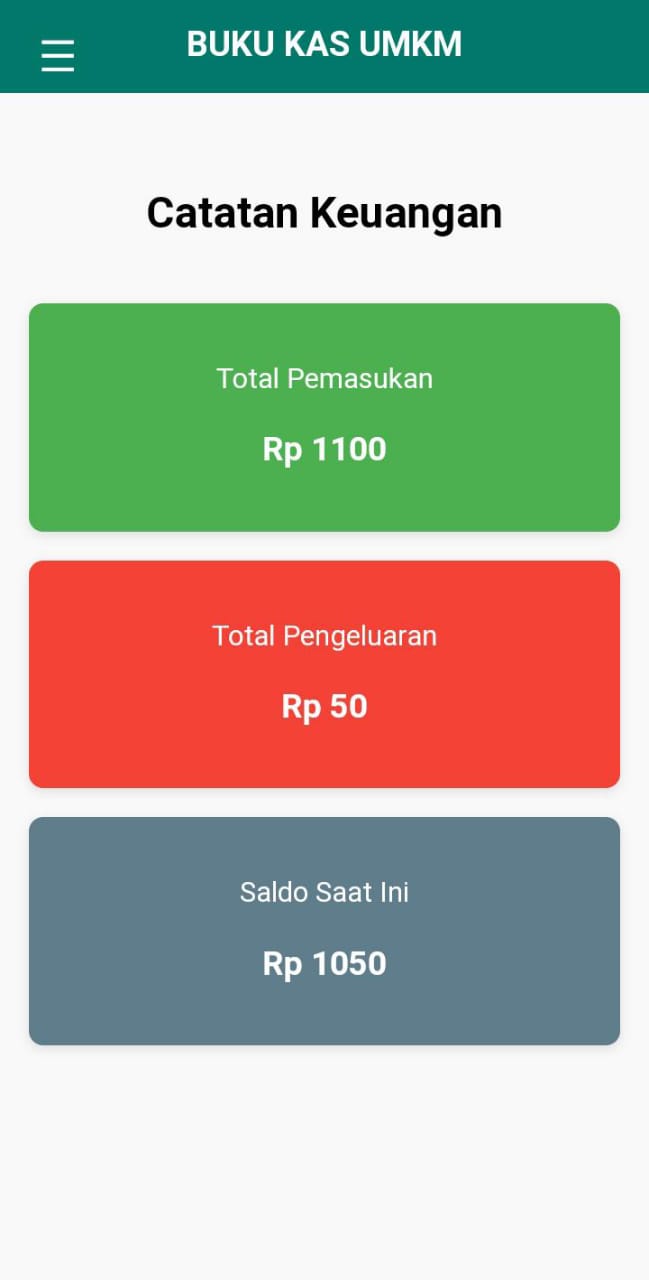 BUKU KAS UMKM
Catatan Keuangan
Total Pemasukan
Rp 1100
Total Pengeluaran
Rp 50
Saldo Saat Ini
Rp 1050